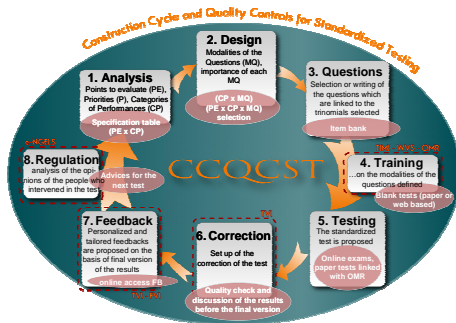 Construction Cycle and Quality Controls for Standardized Testing
2. Design
Modalities of the
Questions (MQ),
importance of each
MQ
(CP x MQ)
(PE x CP x MQ)
selection
1. Analysis
Points to evaluate (PE),
Priorities (P), Categories
of Performances (CP)
Specification table
(PE x CP)
3. Questions
Selection or writing of
the questions which
are linked to the
trinomials selected
Item bank
e-NGELS
8. Regulation
analysis of the opi-
nions of the people who
intervened in the test
Advices for the
next test
CCQCST
4. Training
...on the modalities of the
questions defined
Blank tests (paper or
web based)
7. Feedback
Personalized and
tailored feedbacks
are proposed on the
basis of final version
of the results
online access FB
6. Correction
Set up of the
correction of the test
Quality check and
discussion of the results
before the final version
5. Testing
The standardized
test is proposed
Online exams,
paper tests linked
with OMR